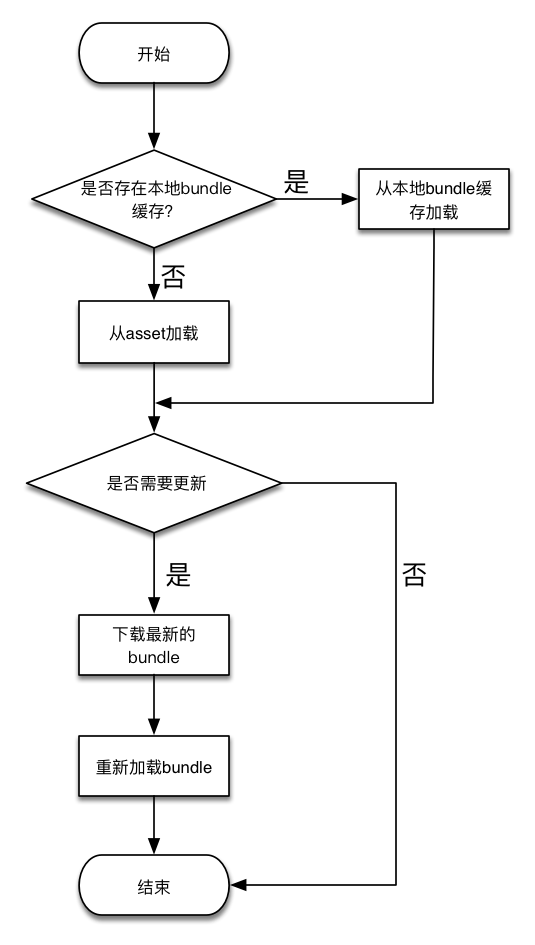 开始
是否存在本地bundle
缓存?
是
从本地bundle缓
存加载
否
从asset加载
是否需要更新
是
否
下载最新的
bundle
重新加载bundle
结束